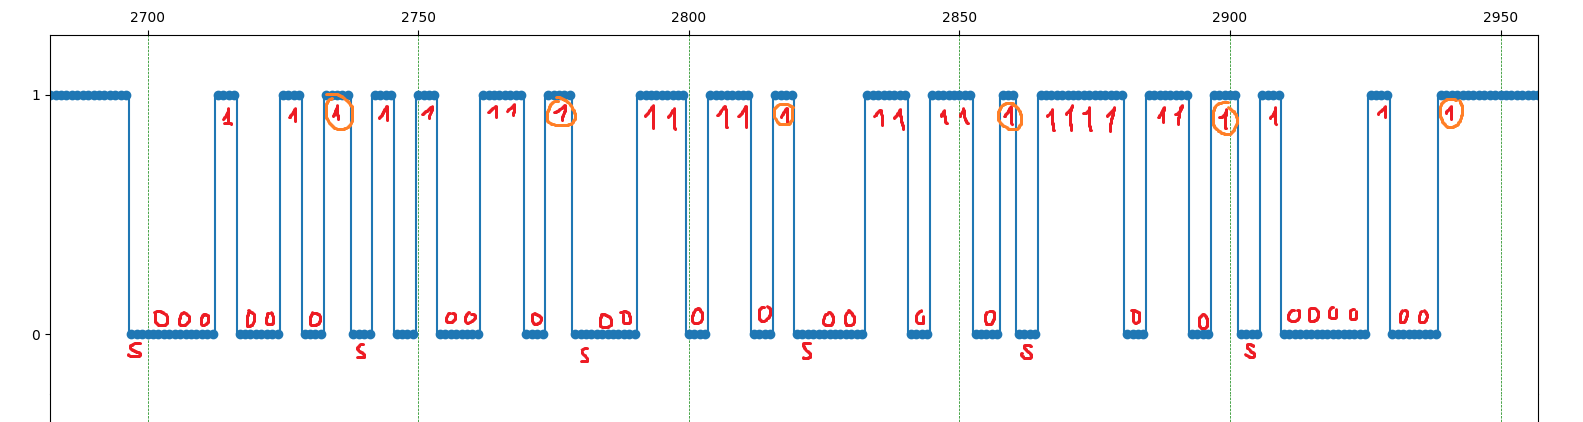 2700 2750 2800 2850 2900 2950
1
1 1 1 1 1 1 1 1 1 1 1 1 1 1 1 1 1 1 1 1 1 1 1 1 1 1 1 1 1
0 0 0 0 0 0 0 0 0 0 0 0 0 0 0 0 0 0 0 0 0 0 0 0 0
0
S S S S S S